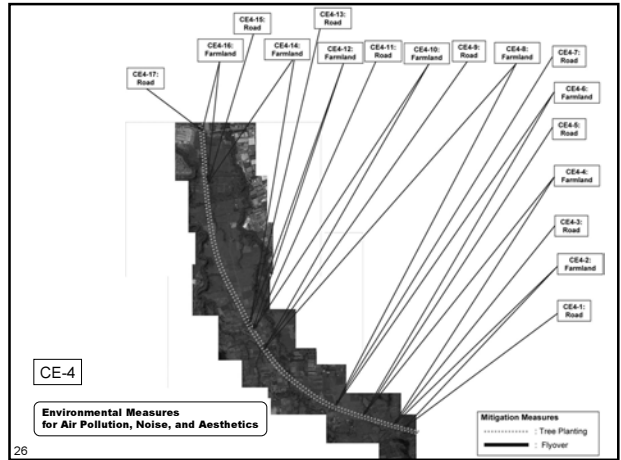 CE4-15:
Road
CE4-13:
Road
CE4-16:
Farmland
CE4-14:
Farmland
CE4-12:
Farmland
CE4-11:
Road
CE4-10:
Farmland
CE4-9:
Road
CE4-8:
Farmland
CE4-7:
Road
CE4-17:
Road
CE4-6:
Farmland
CE4-5:
Road
CE4-4:
Farmland
CE4-3:
Road
CE4-2:
Farmland
CE4-1:
Road
CE-4
Environmental Measures
for Air Pollution, Noise, and Aesthetics
Mitigation Measures
: Tree Planting
: Flyover
26